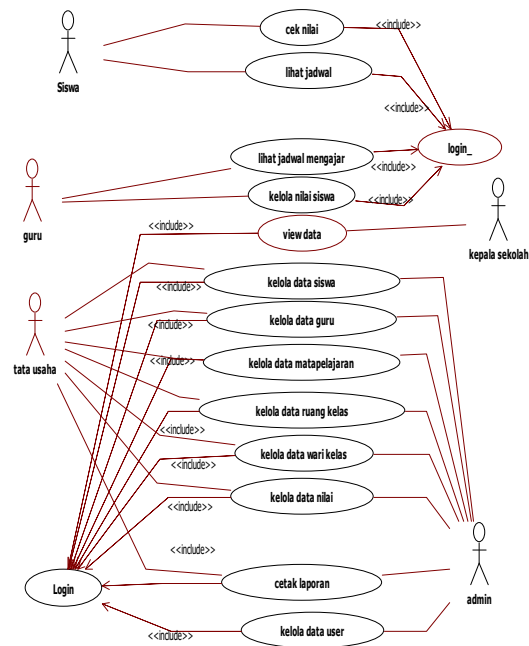 cek nilai
<<include>>
Siswa
lihat jadwal
<<include>>
login_
lihat jadwal mengajar
<<include>>
guru
kelola nilai siswa
<<include>>
<<include>>
view data
kepala sekolah
kelola data siswa
<<include>>
kelola data guru
<<include>>
tata usaha
kelola data matapelajaran
<<include>>
kelola data ruang kelas
<<include>>
kelola data wari kelas
<<include>>
kelola data nilai
<<include>>
<<include>>
Login
cetak laporan
admin
kelola data user
<<include>>